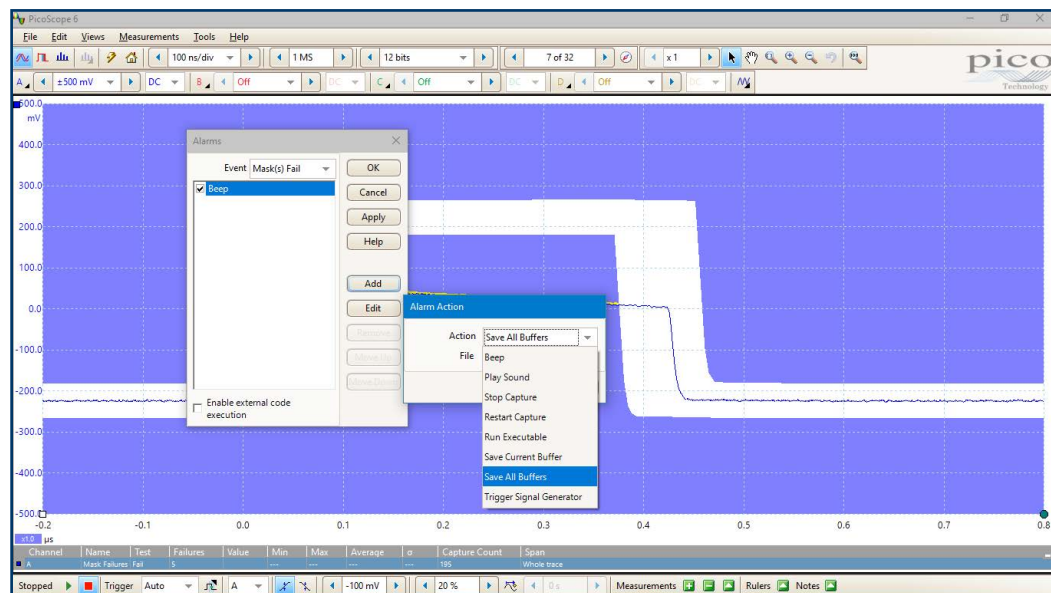 PicoScope 6
File Edit Views Measurements Tools Help
100 ns/div 1 MS 12 bits 7 of 32 x 1
pico
Technology
A ±500 mV DC B Off DC C Off DC D Off DC
500.0
mV
400.0
300.0
200.0
100.0
0.0
-100.0
-200.0
-300.0
-400.0
-500.0
Alarms
Event Mask(s) Fail
Beep
OK
Cancel
Apply
Help
Add
Edit
Remove
Move Up
Move Down
Enable external code
execution
Alarm Action
Action Save All Buffers
File
Beep
Play Sound
Stop Capture
Restart Capture
Run Executable
Save Current Buffer
Save All Buffers
Trigger Signal Generator
-0.2 -0.1 0.0 0.1 0.2 0.3 0.4 0.5 0.6 0.7 0.8
x1.0 µs
Channel Name Test Failures Value Min Max Average σ Capture Count Span
A Mask Failures Fail 5 --- --- --- --- --- 195 Whole trace
Stopped Trigger Auto A -100 mV 20 % 0 s Measurements Rulers Notes